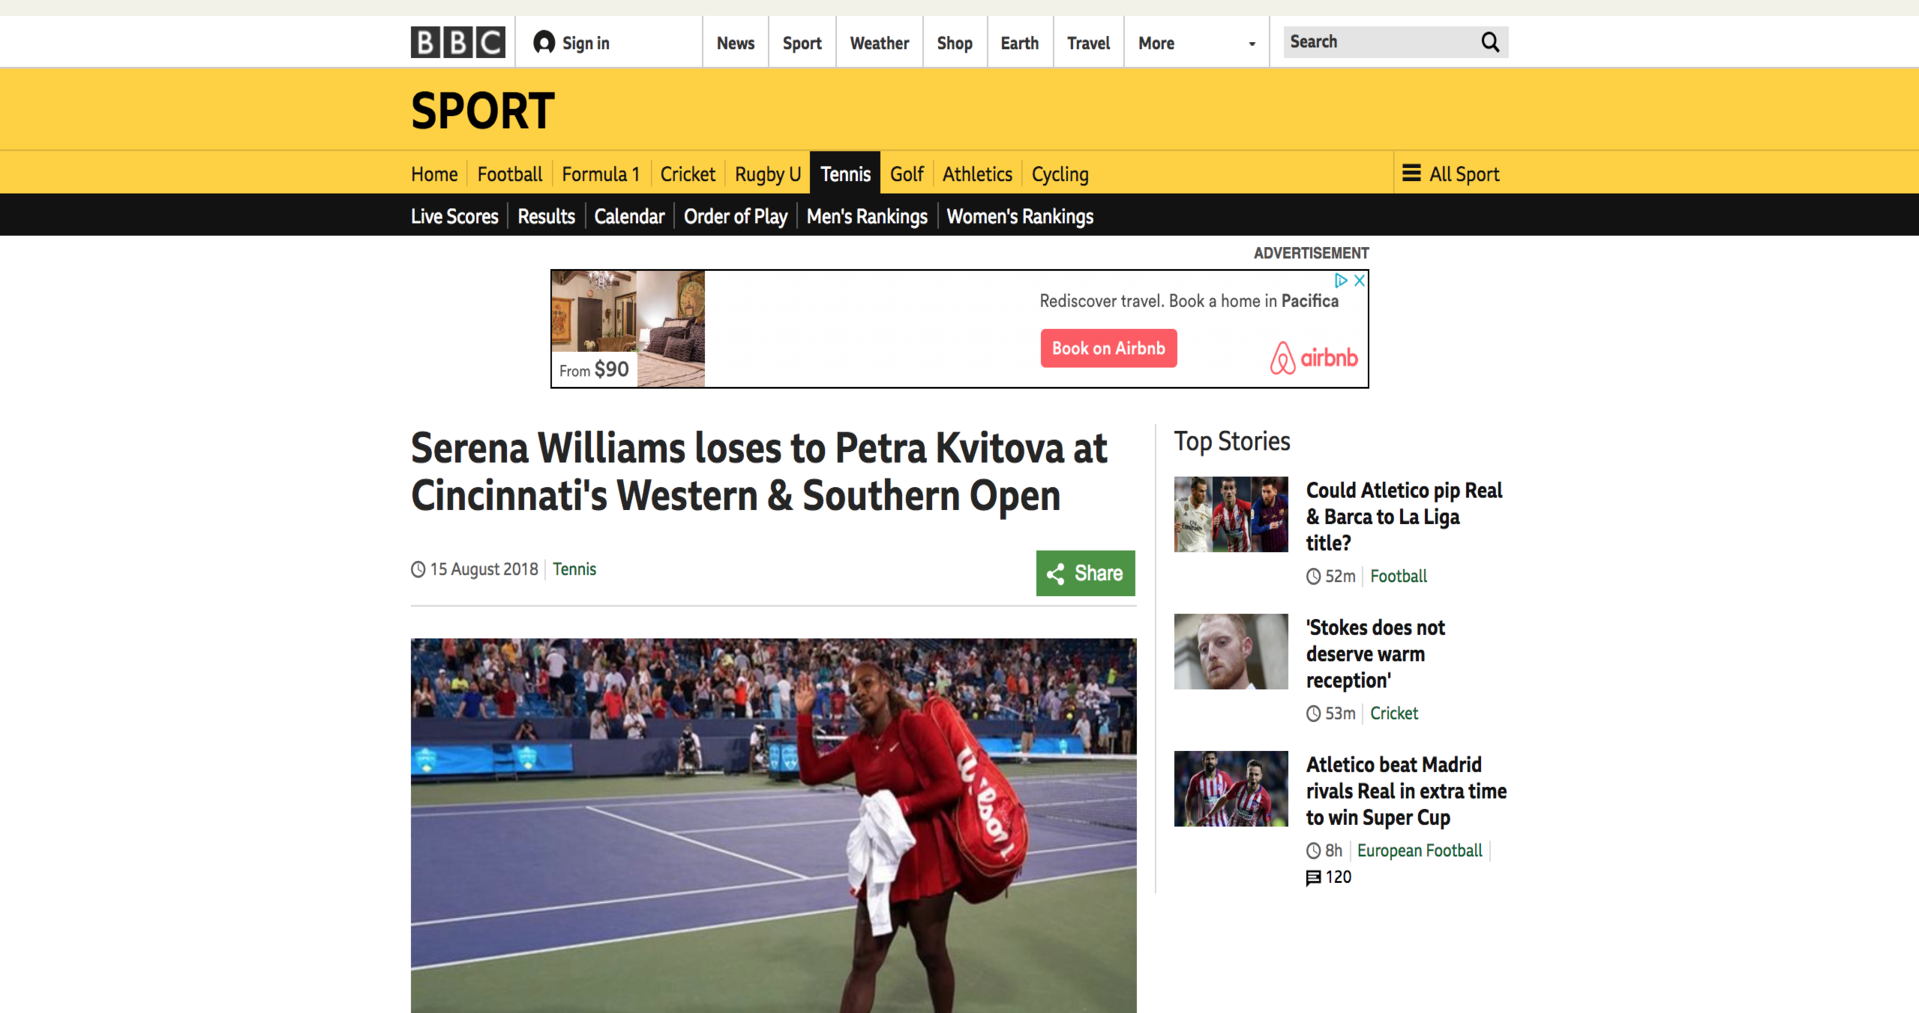 BBC
Sign in
News
Sport
Weather
Shop
Earth
Travel
More
Search
SPORT
Home
Football
Formula 1
Cricket
Rugby U
Tennis
Golf
Athletics
Cycling
All Sport
Live Scores
Results
Calendar
Order of Play
Men's Rankings
Women's Rankings
ADVERTISEMENT
From $90
Rediscover travel. Book a home in Pacifica
Book on Airbnb
airbnb
Serena Williams loses to Petra Kvitova at
Cincinnati's Western & Southern Open
15 August 2018
Tennis
Share
Wilson
Top Stories
Could Atletico pip Real
& Barca to La Liga
title?
52m
Football
'Stokes does not
deserve warm
reception'
53m
Cricket
Atletico beat Madrid
rivals Real in extra time
to win Super Cup
8h
European Football
120